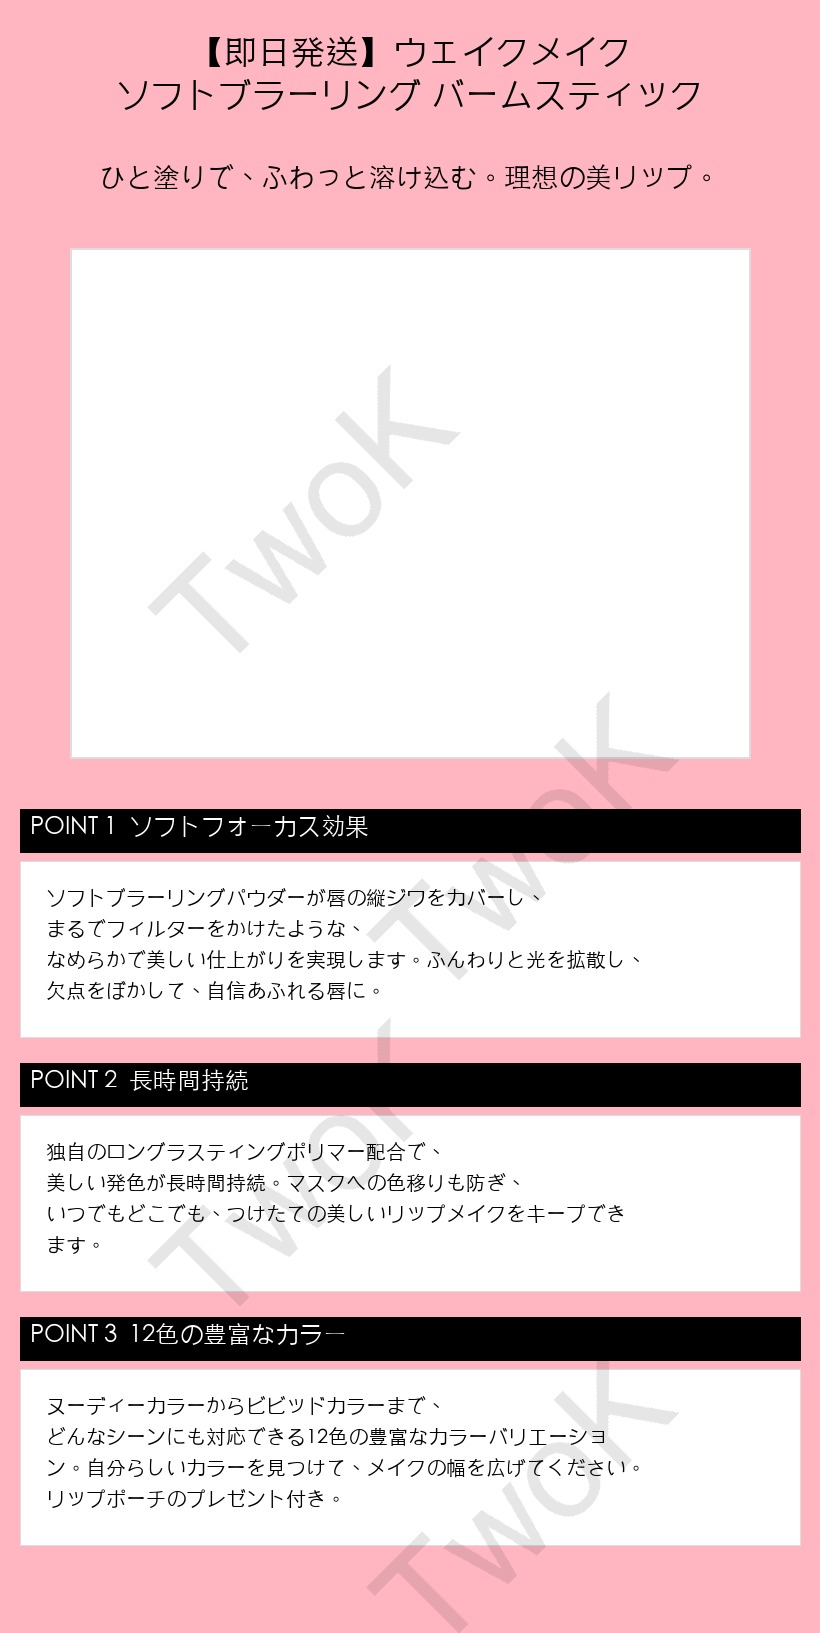 【即日発送】ウェイクメイク
ソフトブラーリング バームスティック
ひと塗りで、ふわっと溶け込む。理想の美リップ。
TwoK
TwoK
POINT 1 ソフトフォーカス効果
ソフトブラーリングパウダーが唇の縦ジワをカバーし、
まるでフィルターをかけたような、
なめらかで美しい仕上がりを実現します。ふんわりと光を拡散し、
欠点をぼかして、自信あふれる唇に。
TwoK
POINT 2 長時間持続
独自のロングラスティングポリマー配合で、
美しい発色が長時間持続。マスクへの色移りも防ぎ、
いつでもどこでも、つけたての美しいリップメイクをキープでき
ます。
POINT 3 12色の豊富なカラー
ヌーディーカラーからビビッドカラーまで、
どんなシーンにも対応できる12色の豊富なカラーバリエーショ
ン。自分らしいカラーを見つけて、メイクの幅を広げてください。
リップポーチのプレゼント付き。
TwoK